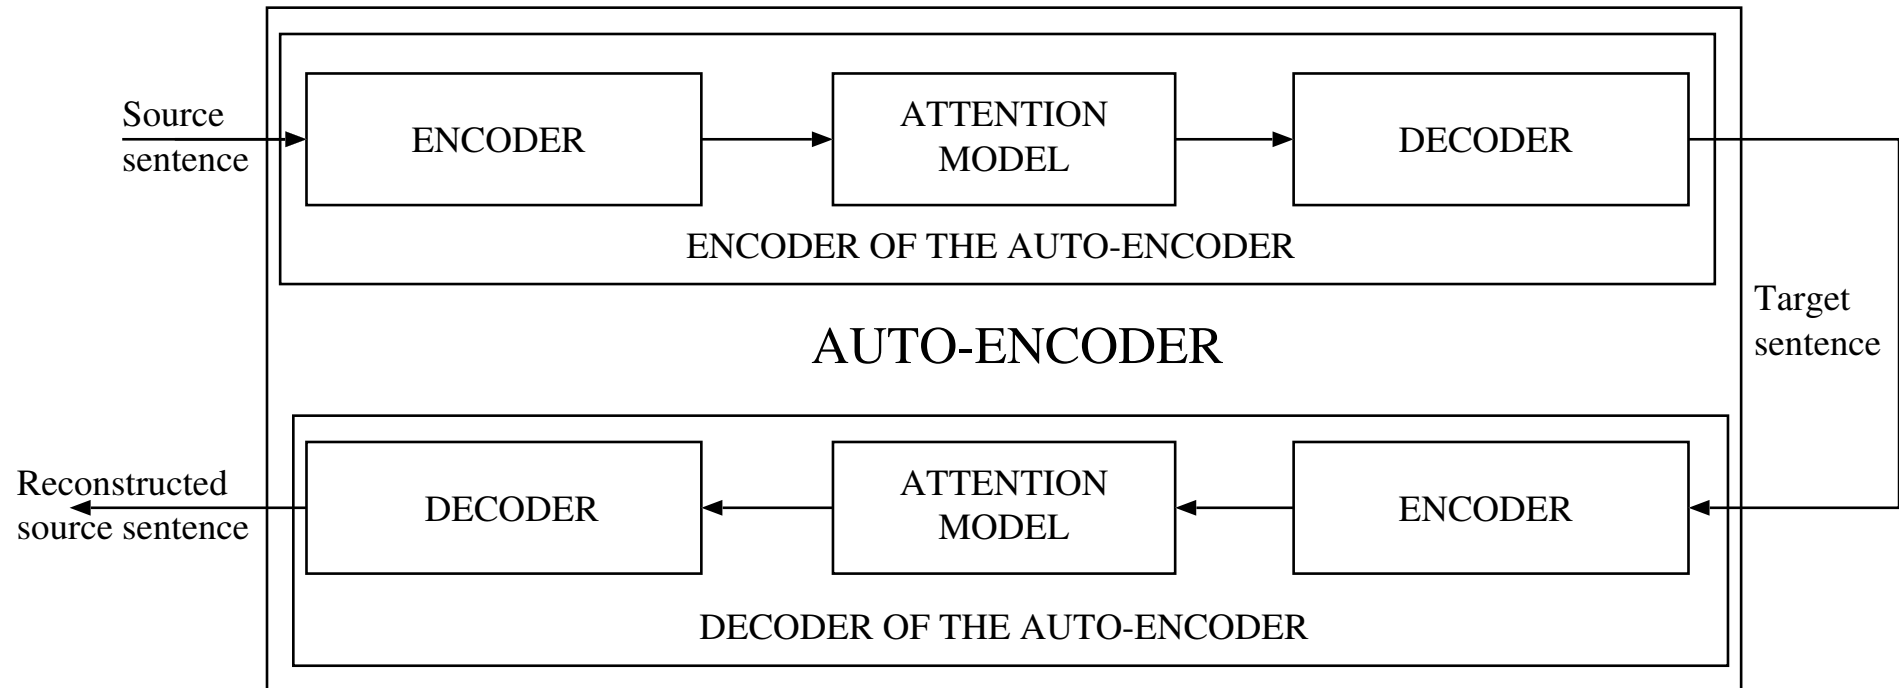 Source
sentence
ENCODER
ATTENTION
MODEL
DECODER
ENCODER OF THE AUTO-ENCODER
Target
sentence
AUTO-ENCODER
Reconstructed
source sentence
DECODER
ATTENTION
MODEL
ENCODER
DECODER OF THE AUTO-ENCODER